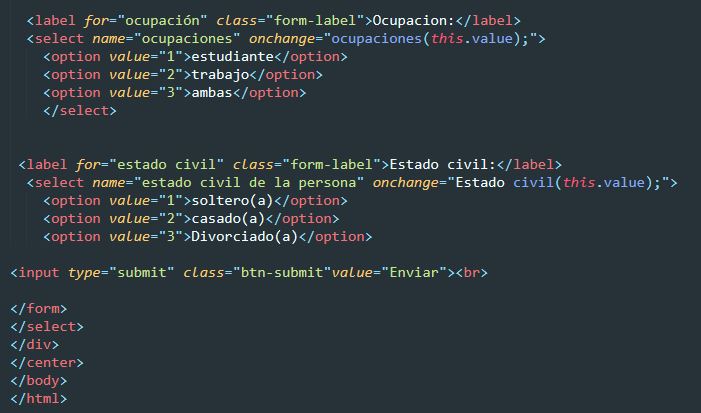 <label for="ocupación" class="form-label">Ocupacion:</label>
<select name="ocupaciones" onchange="ocupaciones(this.value);">
<option value="1">estudiante</option>
<option value="2">trabajo</option>
<option value="3">ambas</option>
</select>
<label for="estado civil" class="form-label">Estado civil:</label>
<select name="estado civil de la persona" onchange="Estado civil(this.value);">
<option value="1">soltero(a)</option>
<option value="2">casado(a)</option>
<option value="3">Divorciado(a)</option>
<input type="submit" class="btn-submit"value="Enviar"><br>
</form>
</select>
</div>
</center>
</body>
</html>